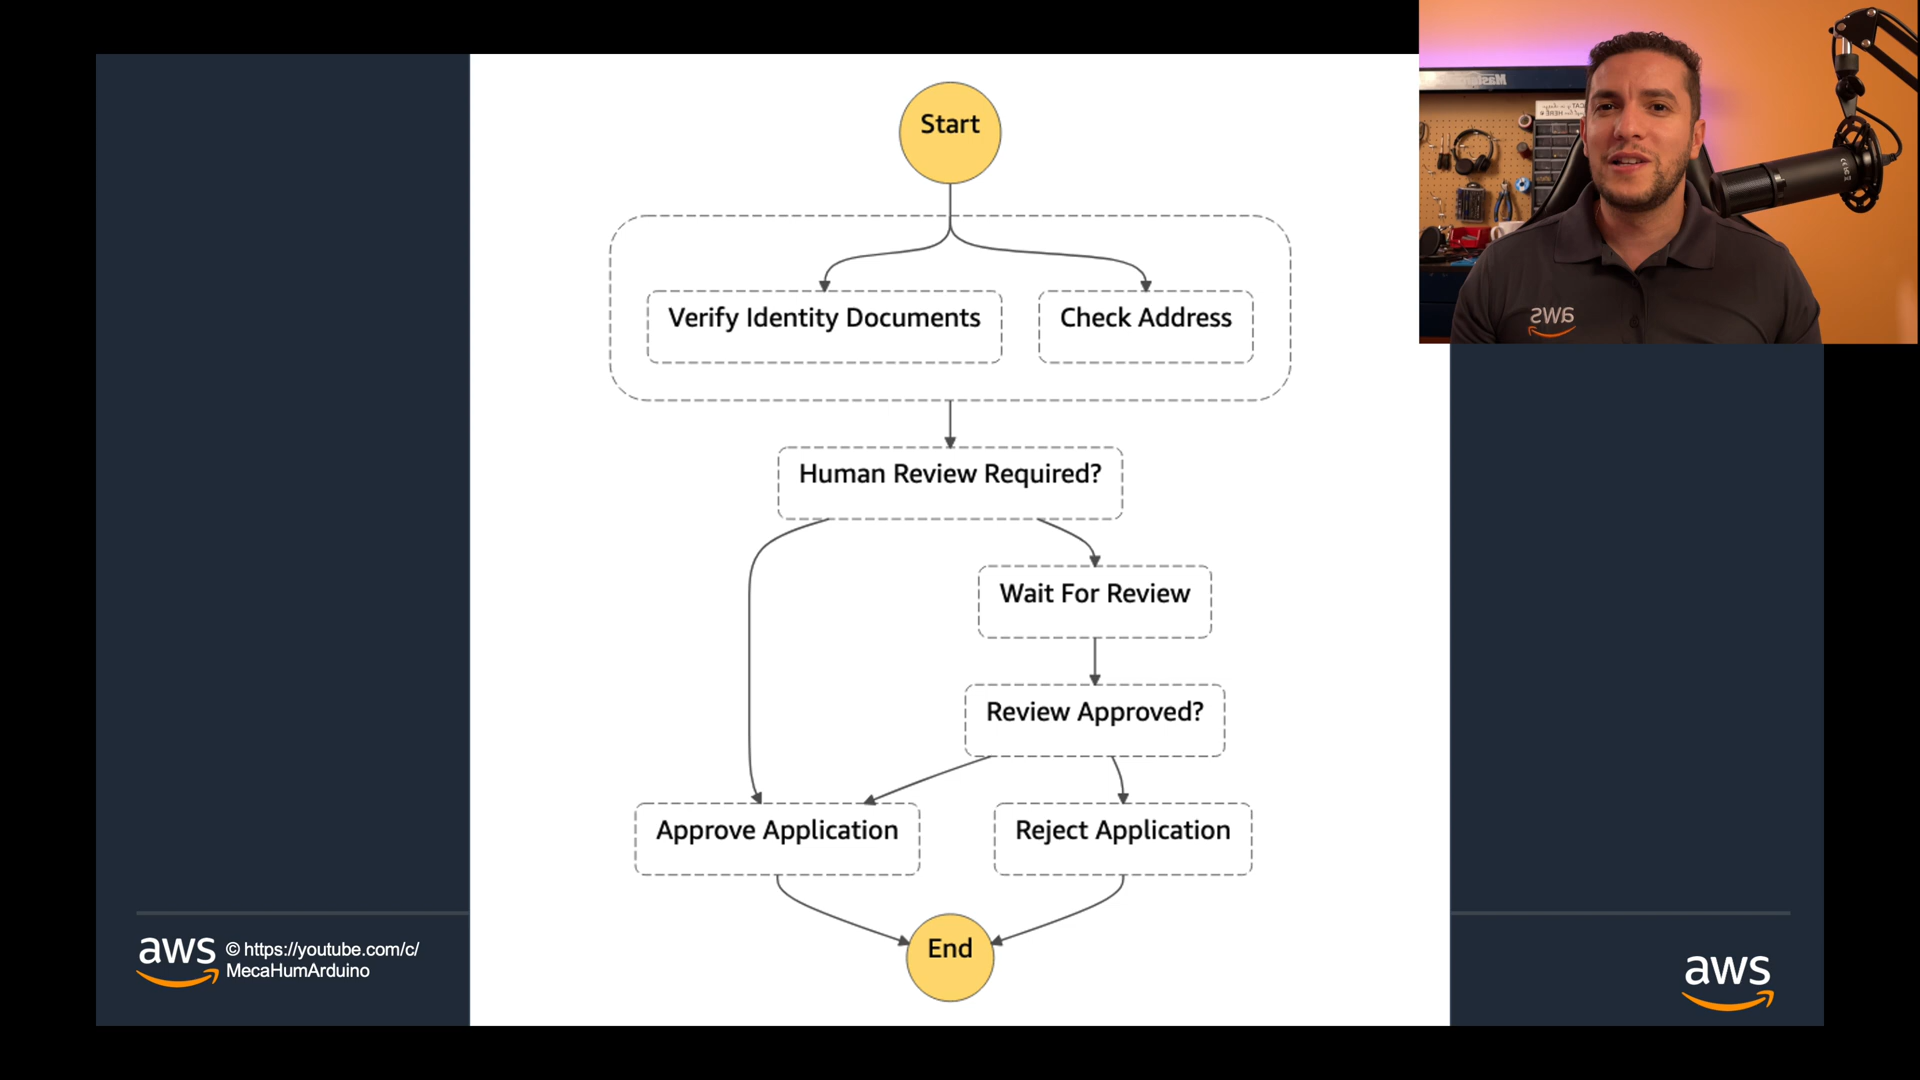 Start
Verify Identity Documents
Check Address
Human Review Required?
Wait For Review
Review Approved?
Approve Application
Reject Application
End
aws
© https://youtube.com/c/
MecaHumArduino
aws
aws